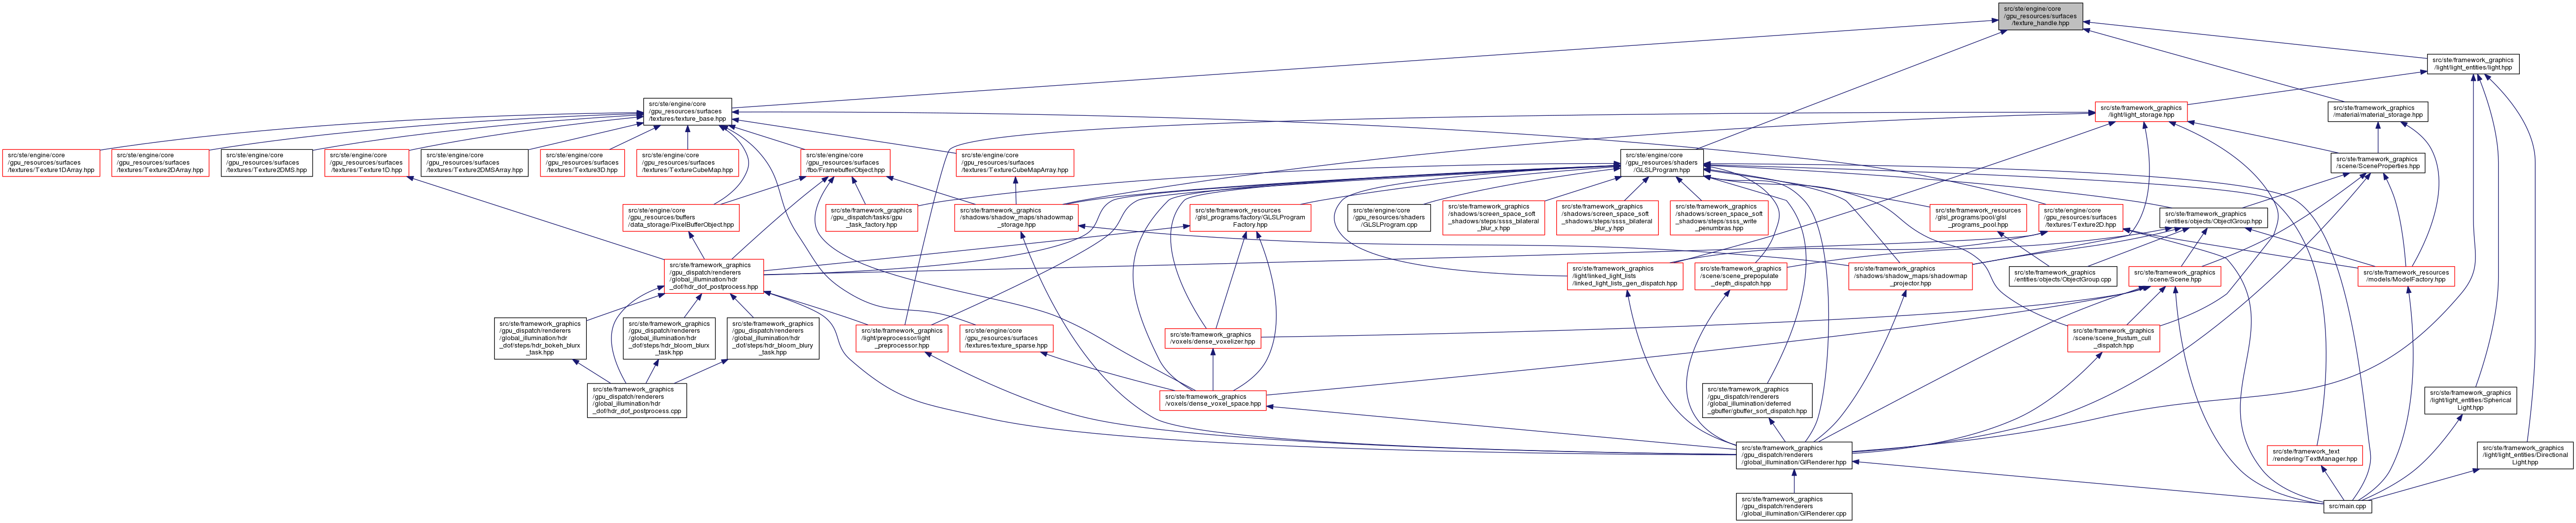 src/ste/engine/core
/gpu_resources/surfaces
/texture_handle.hpp
src/ste/framework_graphics
/light/light_entities/light.hpp
src/ste/engine/core
/gpu_resources/surfaces
/textures/texture_base.hpp
src/ste/framework_graphics
/light/light_storage.hpp
src/ste/framework_graphics
/material/material_storage.hpp
src/ste/engine/core
/gpu_resources/surfaces
/textures/Texture1DArray.hpp
src/ste/engine/core
/gpu_resources/surfaces
/textures/Texture2DArray.hpp
src/ste/engine/core
/gpu_resources/surfaces
/textures/Texture2DMS.hpp
src/ste/engine/core
/gpu_resources/surfaces
/textures/Texture1D.hpp
src/ste/engine/core
/gpu_resources/surfaces
/textures/Texture2DMSArray.hpp
src/ste/engine/core
/gpu_resources/surfaces
/textures/Texture3D.hpp
src/ste/engine/core
/gpu_resources/surfaces
/textures/TextureCubeMap.hpp
src/ste/engine/core
/gpu_resources/surfaces
/fbo/FramebufferObject.hpp
src/ste/engine/core
/gpu_resources/surfaces
/textures/TextureCubeMapArray.hpp
src/ste/engine/core
/gpu_resources/shaders
/GLSLProgram.hpp
src/ste/framework_graphics
/scene/SceneProperties.hpp
src/ste/engine/core
/gpu_resources/buffers
/data_storage/PixelBufferObject.hpp
src/ste/framework_graphics
/gpu_dispatch/tasks/gpu
_task_factory.hpp
src/ste/framework_graphics
/shadows/shadow_maps/shadowmap
_storage.hpp
src/ste/framework_resources
/glsl_programs/factory/GLSLProgram
Factory.hpp
src/ste/engine/core
/gpu_resources/shaders
/GLSLProgram.cpp
src/ste/framework_graphics
/shadows/screen_space_soft
_shadows/steps/ssss_bilateral
_blur_x.hpp
src/ste/framework_graphics
/shadows/screen_space_soft
_shadows/steps/ssss_bilateral
_blur_y.hpp
src/ste/framework_graphics
/shadows/screen_space_soft
_shadows/steps/ssss_write
_penumbras.hpp
src/ste/framework_resources
/glsl_programs/pool/glsl
_programs_pool.hpp
src/ste/engine/core
/gpu_resources/surfaces
/textures/Texture2D.hpp
src/ste/framework_graphics
/entities/objects/ObjectGroup.hpp
src/ste/framework_graphics
/gpu_dispatch/renderers
/global_illumination/hdr
_dof/hdr_dof_postprocess.hpp
src/ste/framework_graphics
/light/linked_light_lists
/linked_light_lists_gen_dispatch.hpp
src/ste/framework_graphics
/scene/scene_prepopulate
_depth_dispatch.hpp
src/ste/framework_graphics
/shadows/shadow_maps/shadowmap
_projector.hpp
src/ste/framework_graphics
/entities/objects/ObjectGroup.cpp
src/ste/framework_graphics
/scene/Scene.hpp
src/ste/framework_resources
/models/ModelFactory.hpp
src/ste/framework_graphics
/gpu_dispatch/renderers
/global_illumination/hdr
_dof/steps/hdr_bokeh_blurx
_task.hpp
src/ste/framework_graphics
/gpu_dispatch/renderers
/global_illumination/hdr
_dof/steps/hdr_bloom_blurx
_task.hpp
src/ste/framework_graphics
/gpu_dispatch/renderers
/global_illumination/hdr
_dof/steps/hdr_bloom_blury
_task.hpp
src/ste/framework_graphics
/light/preprocessor/light
_preprocessor.hpp
src/ste/engine/core
/gpu_resources/surfaces
/textures/texture_sparse.hpp
src/ste/framework_graphics
/voxels/dense_voxelizer.hpp
src/ste/framework_graphics
/scene/scene_frustum_cull
_dispatch.hpp
src/ste/framework_graphics
/gpu_dispatch/renderers
/global_illumination/hdr
_dof/hdr_dof_postprocess.cpp
src/ste/framework_graphics
/voxels/dense_voxel_space.hpp
src/ste/framework_graphics
/gpu_dispatch/renderers
/global_illumination/deferred
_gbuffer/gbuffer_sort_dispatch.hpp
src/ste/framework_graphics
/light/light_entities/Spherical
Light.hpp
src/ste/framework_graphics
/gpu_dispatch/renderers
/global_illumination/GIRenderer.hpp
src/ste/framework_text
/rendering/TextManager.hpp
src/ste/framework_graphics
/light/light_entities/Directional
Light.hpp
src/ste/framework_graphics
/gpu_dispatch/renderers
/global_illumination/GIRenderer.cpp
src/main.cpp